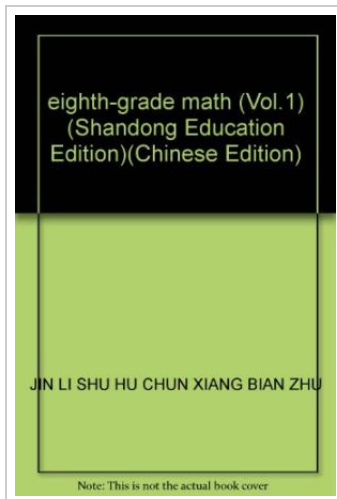 eighth-grade math (Vol.1)
(Shandong Education
Edition)(Chinese Edition)
JIN LI SHU HU CHUN XIANG BIAN ZHU
Note: This is not the actual book cover